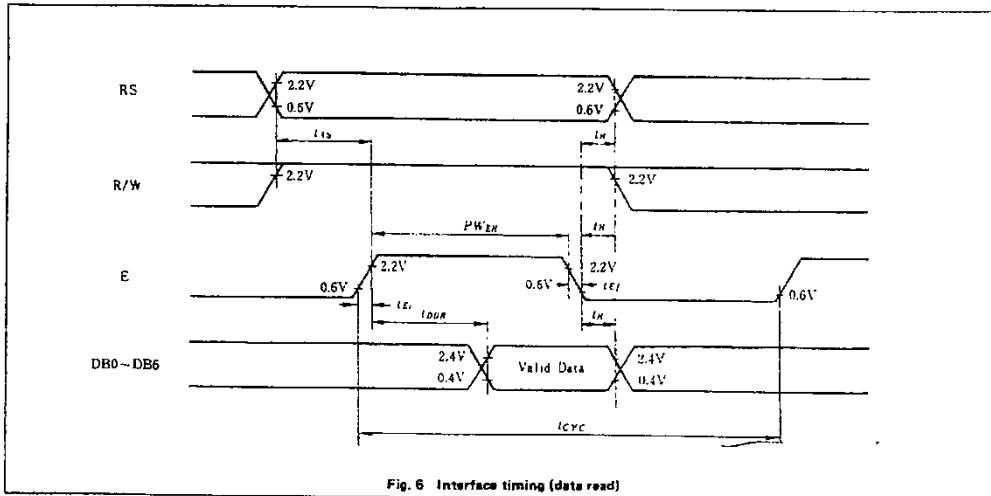 RS
2.2V 2.2V
0.6V 0.6V
tAS tH
R/W
2.2V 2.2V
PWEH tH
E
2.2V 2.2V
0.6V 0.6V tEf 0.6V
tEr
tDDR tH
DB0~DB6
2.4V Valid Data 2.4V
0.4V 0.4V
tCYC
Fig. 6 Interface timing (data read)